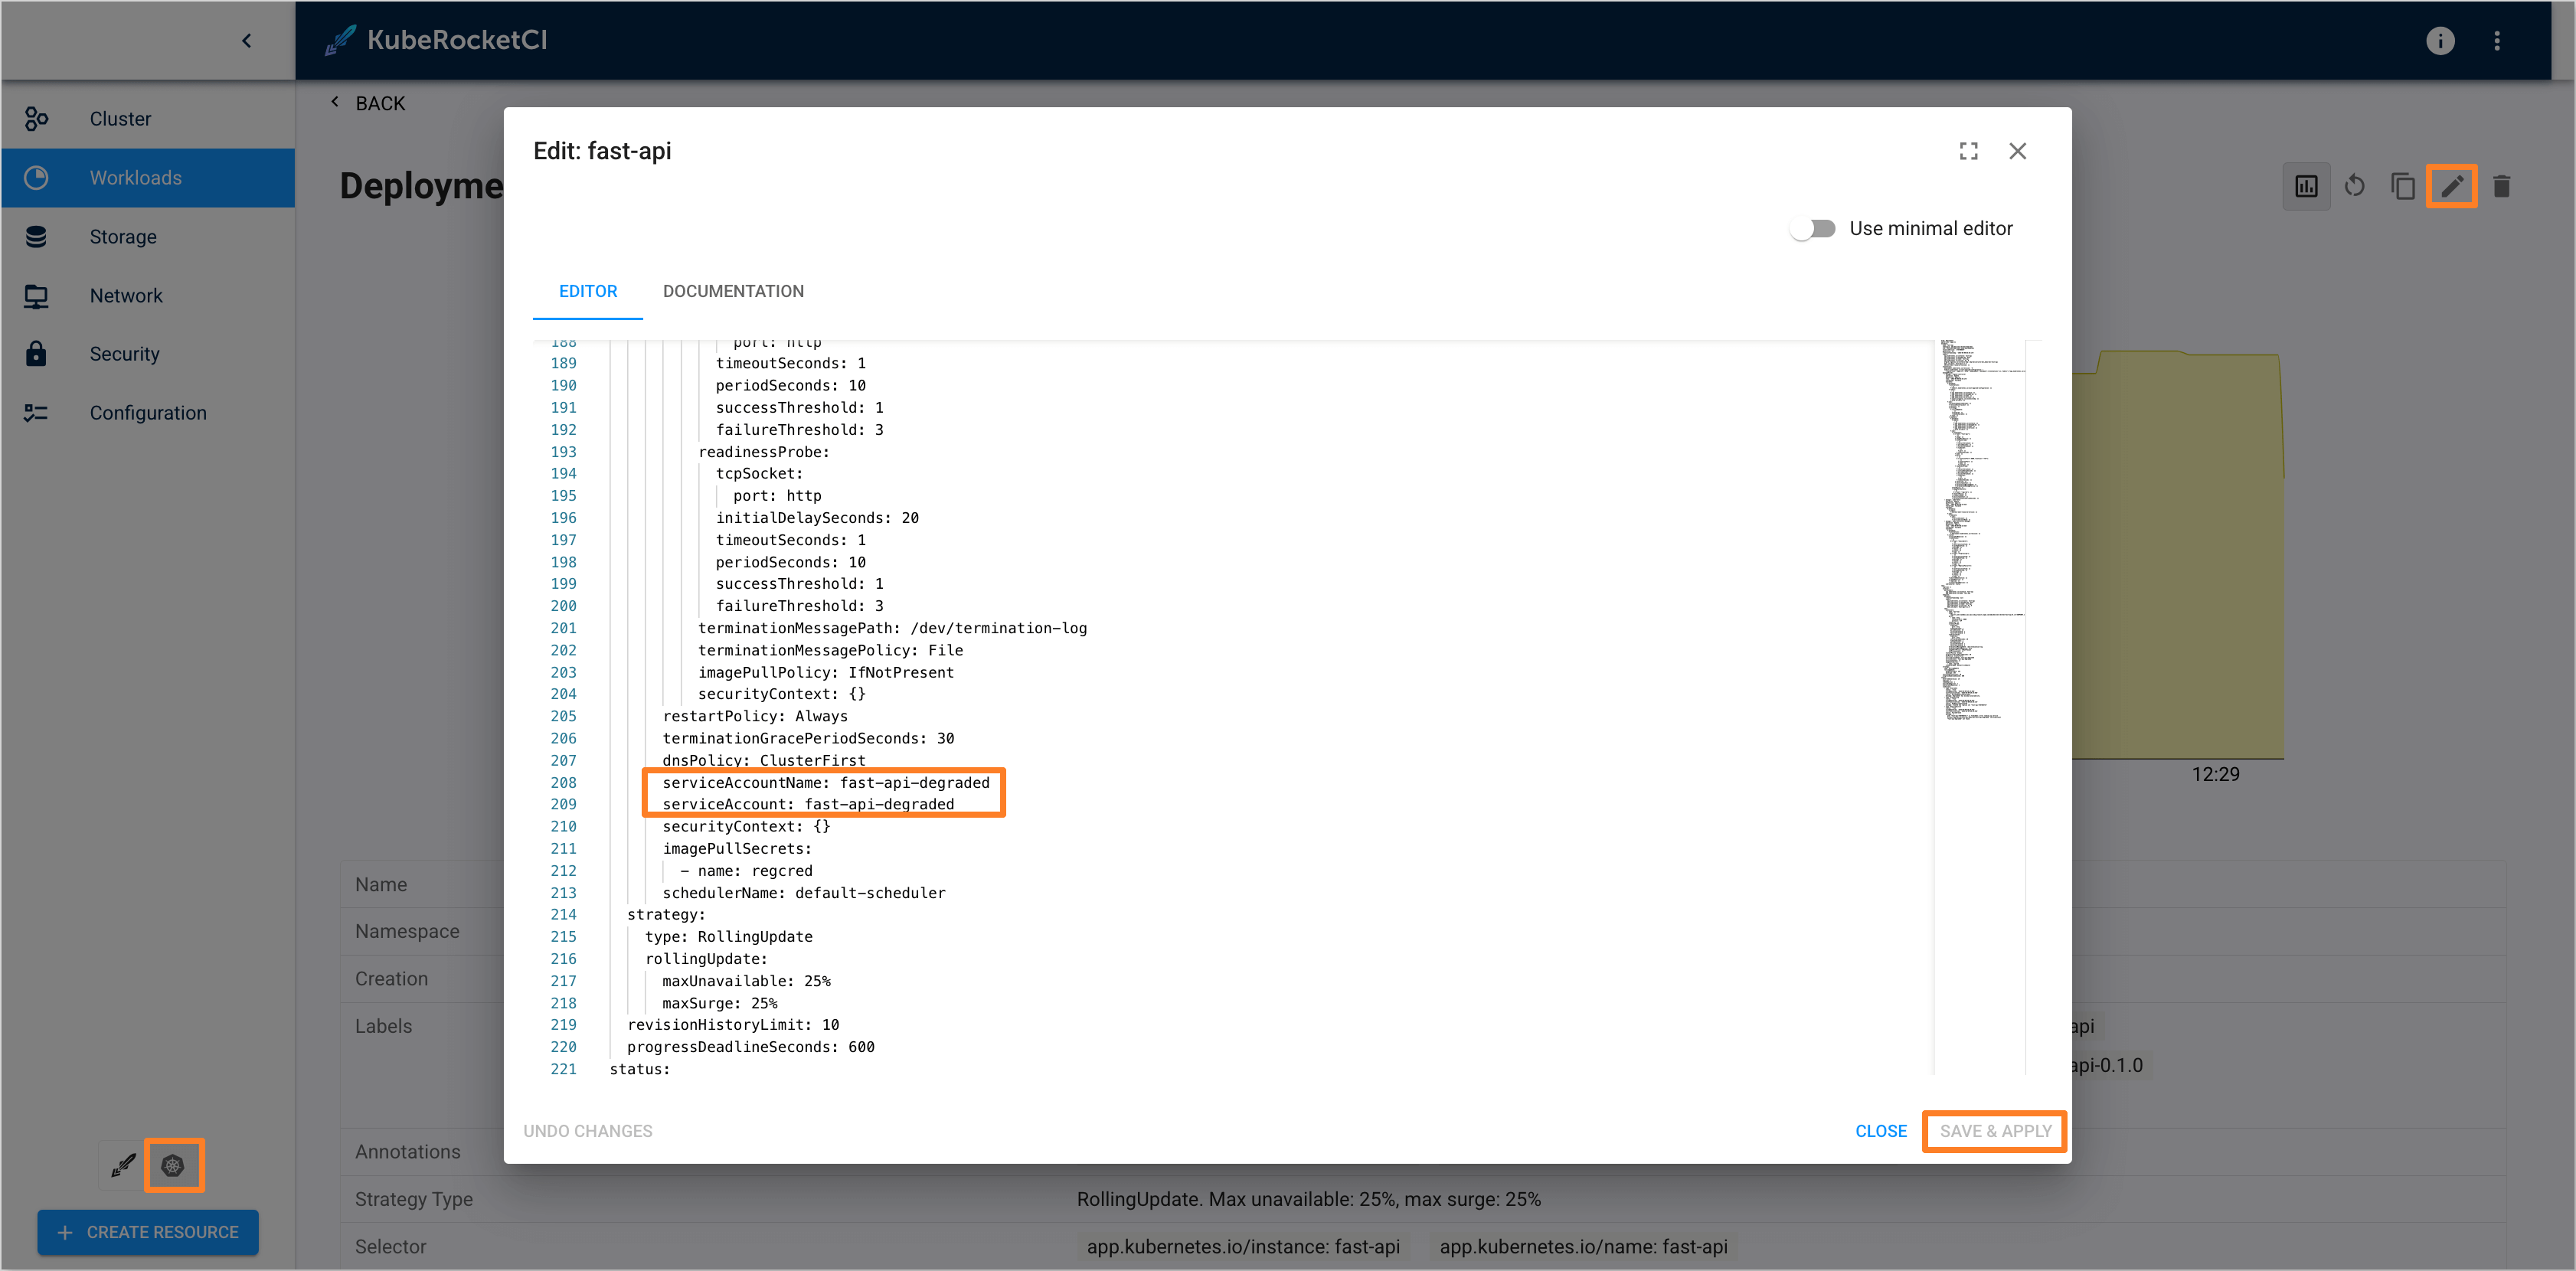 KubeRocketCI
BACK
Cluster
Workloads
Storage
Network
Security
Configuration
CREATE RESOURCE
Deployme
Edit: fast-api
Use minimal editor
EDITOR
DOCUMENTATION
188 port: http
189 timeoutSeconds: 1
190 periodSeconds: 10
191 successThreshold: 1
192 failureThreshold: 3
193 readinessProbe:
194 tcpSocket:
195 port: http
196 initialDelaySeconds: 20
197 timeoutSeconds: 1
198 periodSeconds: 10
199 successThreshold: 1
200 failureThreshold: 3
201 terminationMessagePath: /dev/termination-log
202 terminationMessagePolicy: File
203 imagePullPolicy: IfNotPresent
204 securityContext: {}
205 restartPolicy: Always
206 terminationGracePeriodSeconds: 30
207 dnsPolicy: ClusterFirst
208 serviceAccountName: fast-api-degraded
209 serviceAccount: fast-api-degraded
210 securityContext: {}
211 imagePullSecrets:
212 - name: regcred
213 schedulerName: default-scheduler
214 strategy:
215 type: RollingUpdate
216 rollingUpdate:
217 maxUnavailable: 25%
218 maxSurge: 25%
219 revisionHistoryLimit: 10
220 progressDeadlineSeconds: 600
221 status:
UNDO CHANGES
CLOSE
SAVE & APPLY
12:29
Name
Namespace
Creation
Labels
api
api-0.1.0
Annotations
Strategy Type
RollingUpdate. Max unavailable: 25%, max surge: 25%
Selector
app.kubernetes.io/instance: fast-api
app.kubernetes.io/name: fast-api